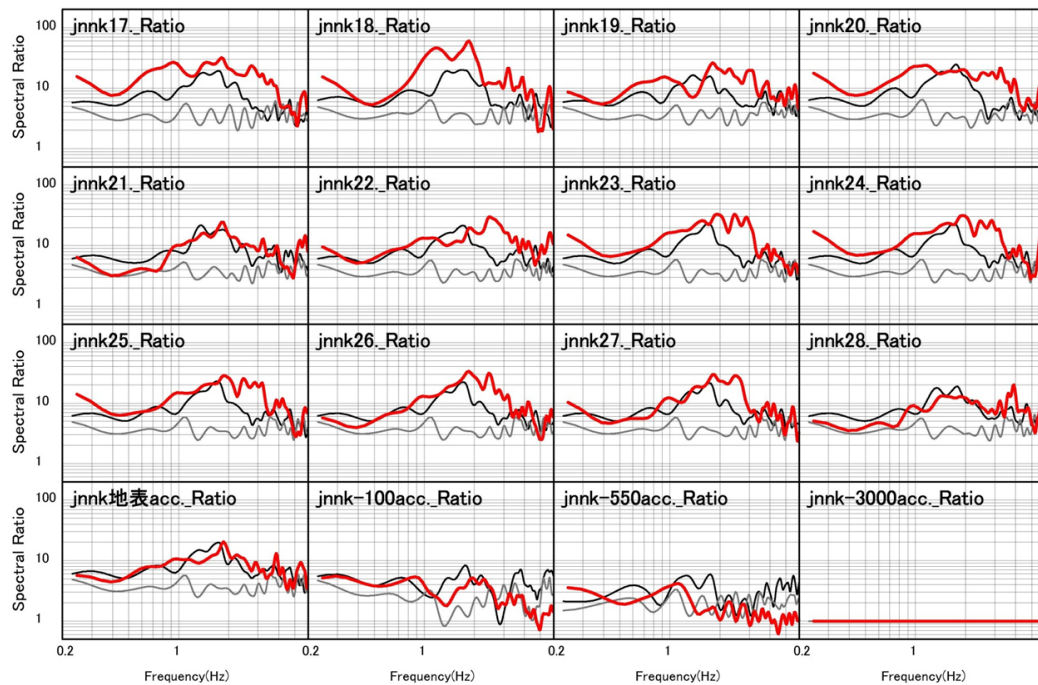 100 jnnk17._Ratio jnnk18._Ratio jnnk19._Ratio jnnk20._Ratio
Spectral Ratio
10
1
100 jnnk21._Ratio jnnk22._Ratio jnnk23._Ratio jnnk24._Ratio
Spectral Ratio
10
1
100 jnnk25._Ratio jnnk26._Ratio jnnk27._Ratio jnnk28._Ratio
Spectral Ratio
10
1
100 jnnk地表acc._Ratio jnnk-100acc._Ratio jnnk-550acc._Ratio jnnk-3000acc._Ratio
Spectral Ratio
10
1
0.2 1 0.2 1 0.2 1 0.2 1
Frequency(Hz) Frequency(Hz) Frequency(Hz) Frequency(Hz)